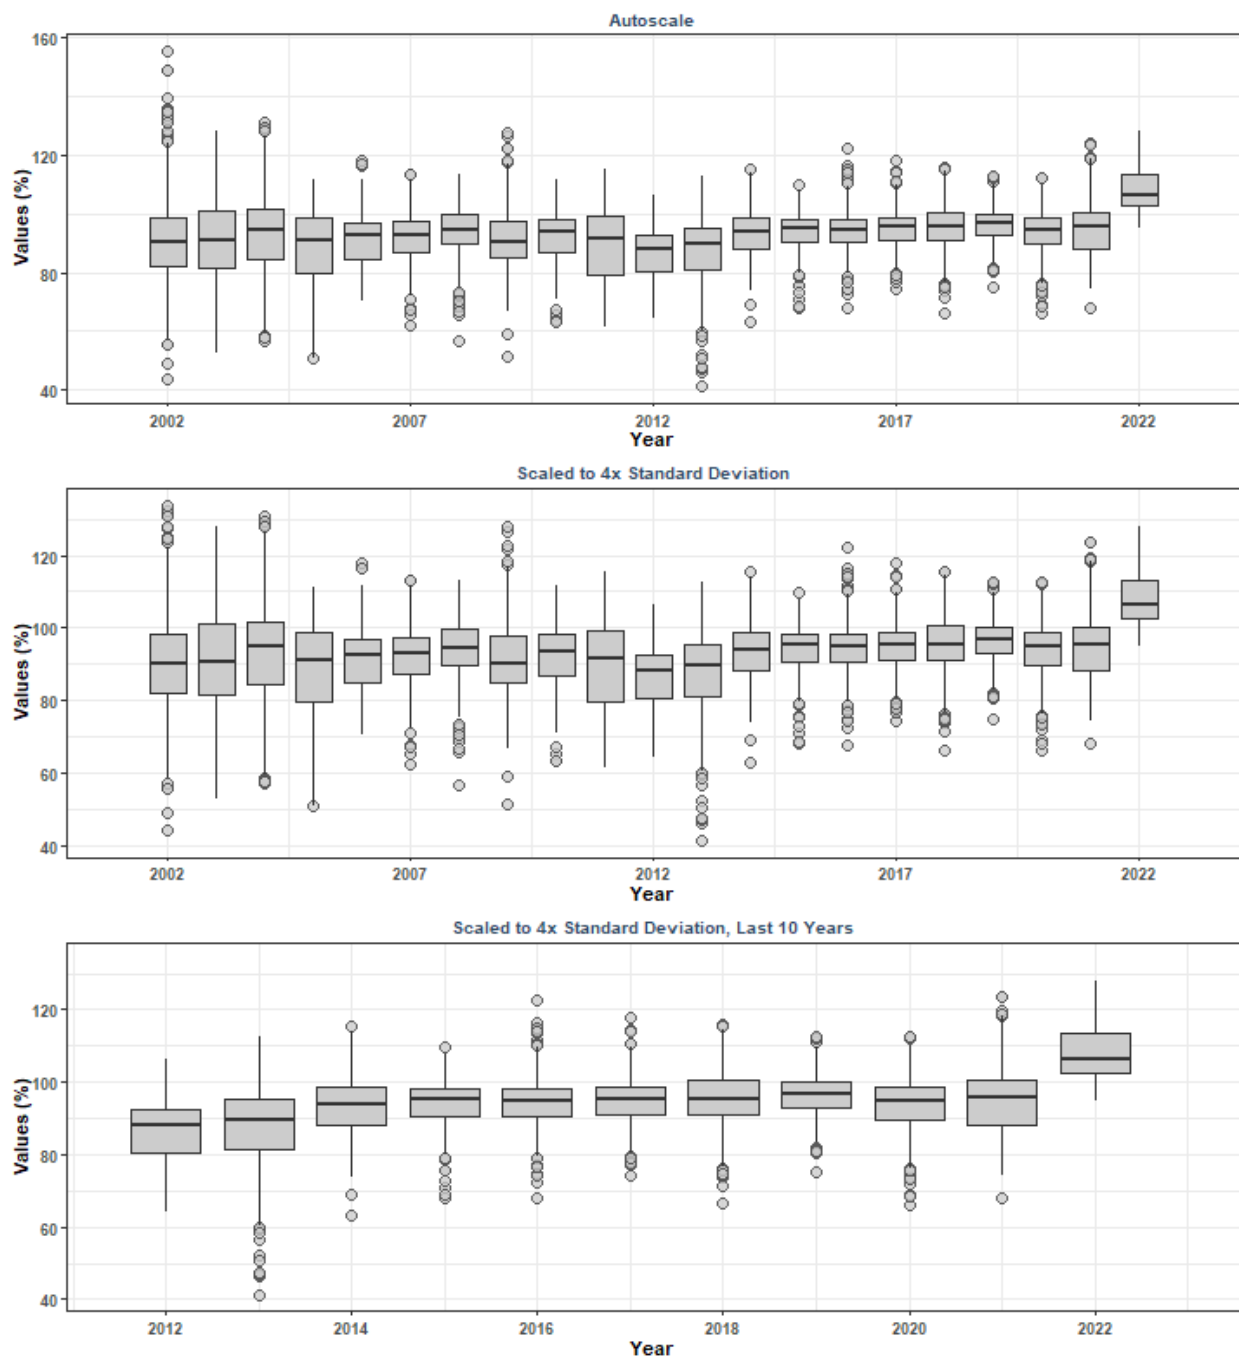 Autoscale
160
120
80
40
Values (%)
2002 2007 2012 2017 2022
Year
Scaled to 4x Standard Deviation
120
100
80
60
40
Values (%)
2002 2007 2012 2017 2022
Year
Scaled to 4x Standard Deviation, Last 10 Years
120
100
80
60
40
Values (%)
2012 2014 2016 2018 2020 2022
Year